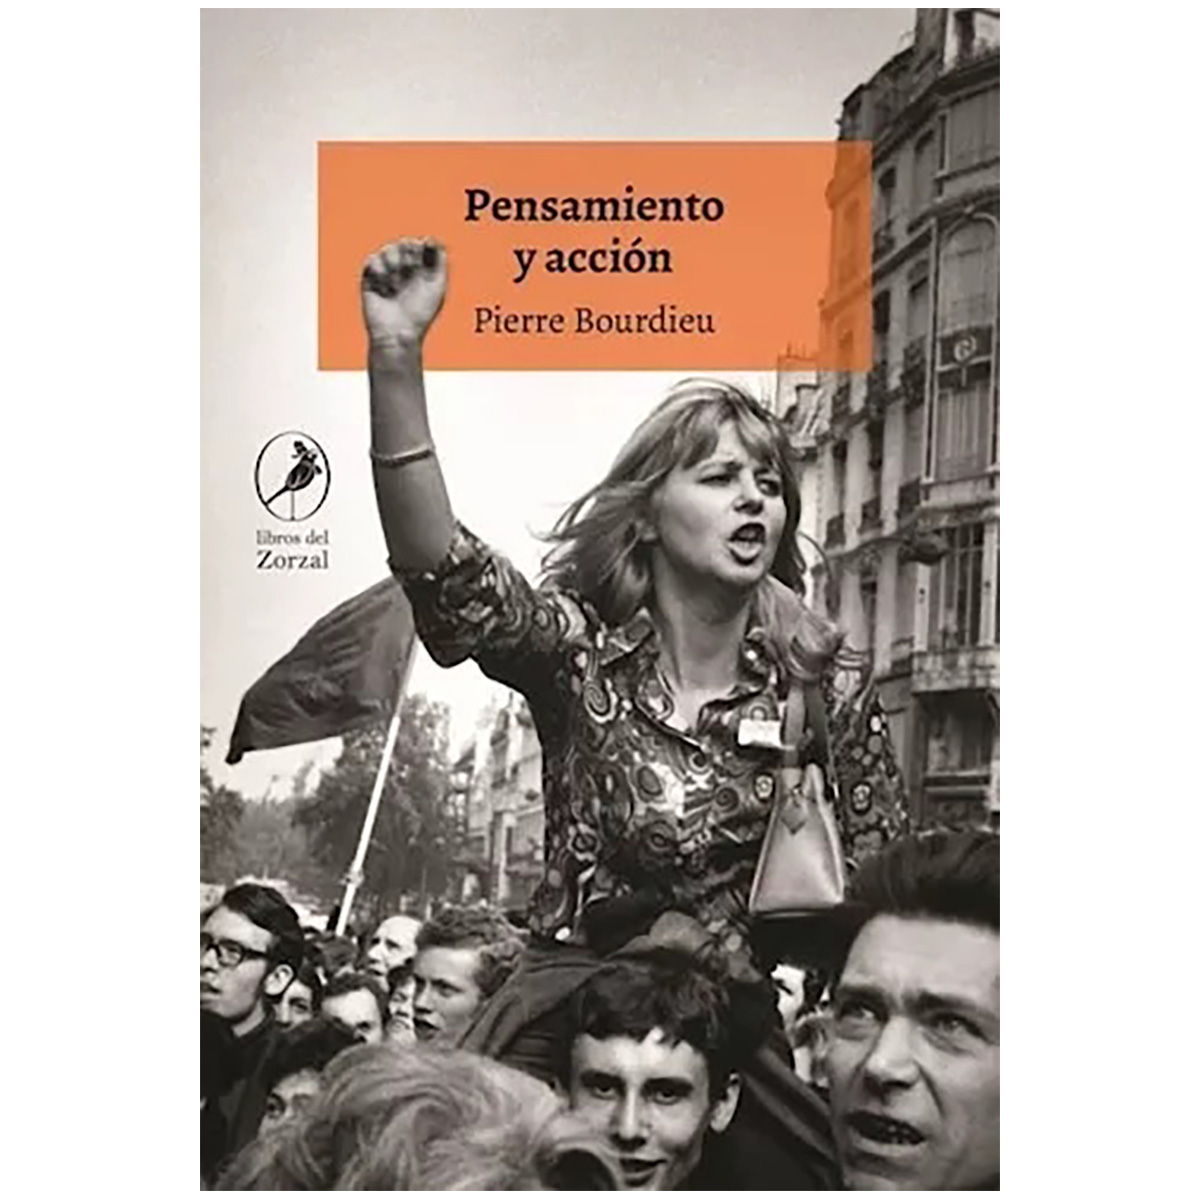 Pensamiento
y acción
Pierre Bourdieu
libros del
Zorzal